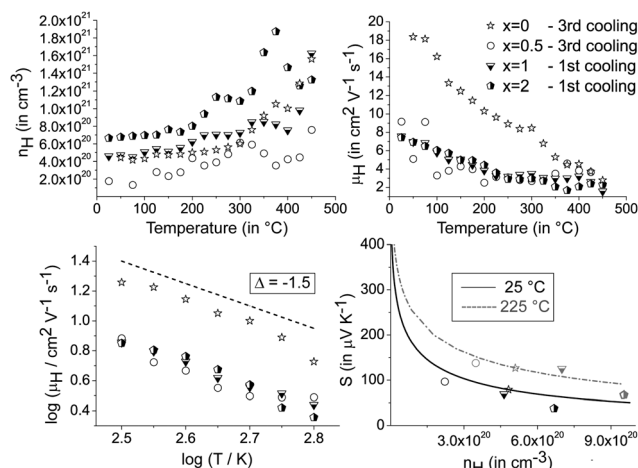 2.0x10²¹
1.8x10²¹
1.6x10²¹
1.4x10²¹
1.2x10²¹
1.0x10²¹
8.0x10²⁰
6.0x10²⁰
4.0x10²⁰
2.0x10²⁰
n_H (in cm⁻³)
0 100 200 300 400 500
Temperature (in °C)
20
18
16
14
12
10
8
6
4
2
μ_H (in cm² V⁻¹ s⁻¹)
x=0 - 3rd cooling
x=0.5 - 3rd cooling
x=1 - 1st cooling
x=2 - 1st cooling
0 100 200 300 400 500
Temperature (in °C)
1.4
1.2
1.0
0.8
0.6
0.4
log (μ_H / cm² V⁻¹ s⁻¹)
Δ = -1.5
2.5 2.6 2.7 2.8
log (T / K)
400
300
200
100
0
S (in μV K⁻¹)
25 °C
225 °C
3.0x10²⁰ 6.0x10²⁰ 9.0x10²⁰
n_H (in cm⁻³)